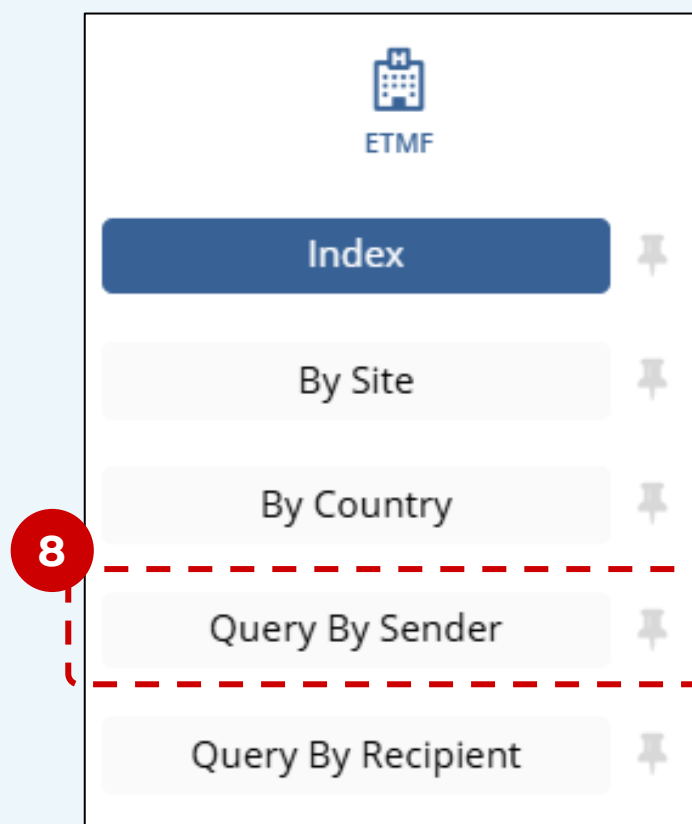 H
ETMF
Index
By Site
By Country
8
Query By Sender
Query By Recipient